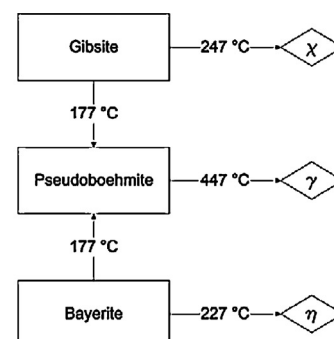 Gibsite
247 °C
χ
177 °C
Pseudoboehmite
447 °C
γ
177 °C
Bayerite
227 °C
η